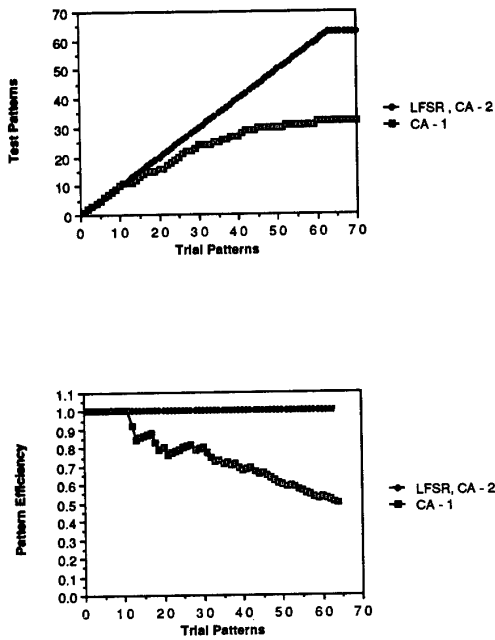 Test Patterns
70
60
50
40
30
20
10
0
0 10 20 30 40 50 60 70
Trial Patterns
LFSR, CA - 2
CA - 1
Pattern Efficiency
1.1
1.0
0.9
0.8
0.7
0.6
0.5
0.4
0.3
0.2
0.1
0.0
0 10 20 30 40 50 60 70
Trial Patterns
LFSR, CA - 2
CA - 1